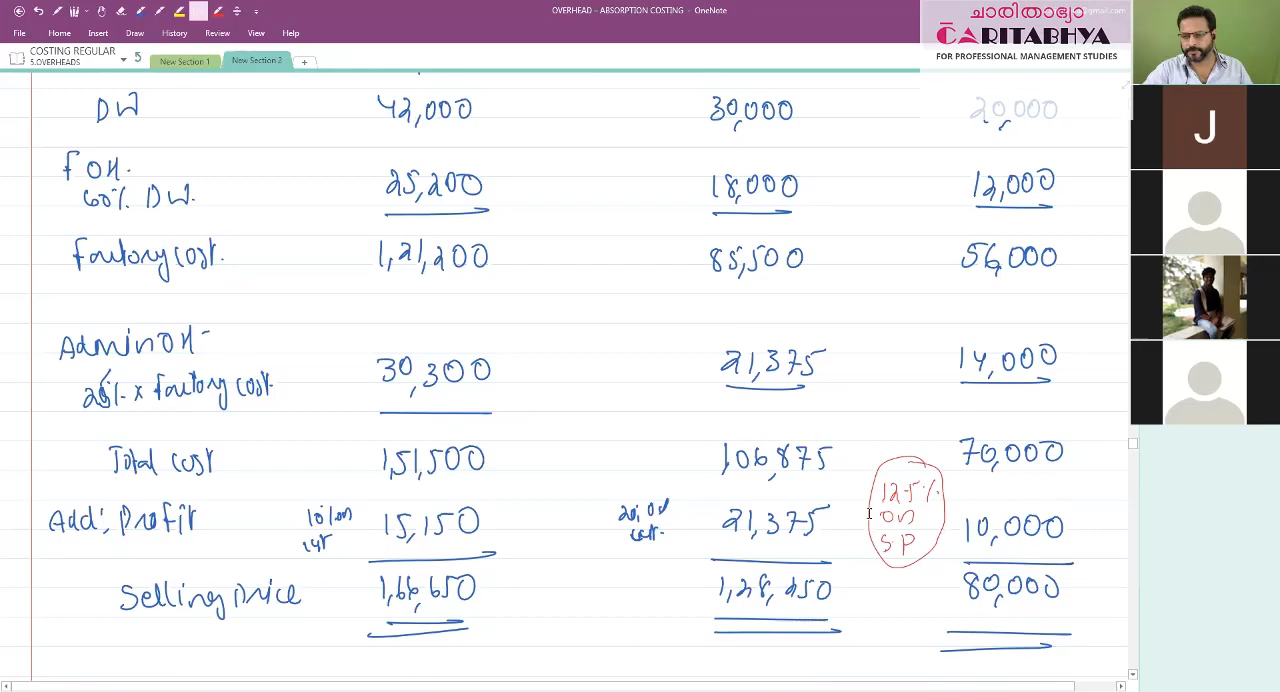 OVERHEAD – ABSORPTION COSTING - OneNote
@gmail.com
ചാരിതാഭ്യാ
CARITABHYA
FOR PROFESSIONAL MANAGEMENT STUDIES
File Home Insert Draw History Review View Help
COSTING REGULAR
5.OVERHEADS
5
New Section 1
New Section 2
DW 42,000 30,000 20,000
FOH.
60% DW. 25,200 18,000 12,000
Factory cost. 1,21,200 85,500 56,000
Admin OH
25% x factory cost 30,300 21,375 14,000
Total cost 1,51,500 1,06,875 70,000
Add: Profit 10% on cost 15,150 20% on cost. 21,375 12.5% on SP 10,000
Selling price 1,66,650 1,28,250 80,000
J